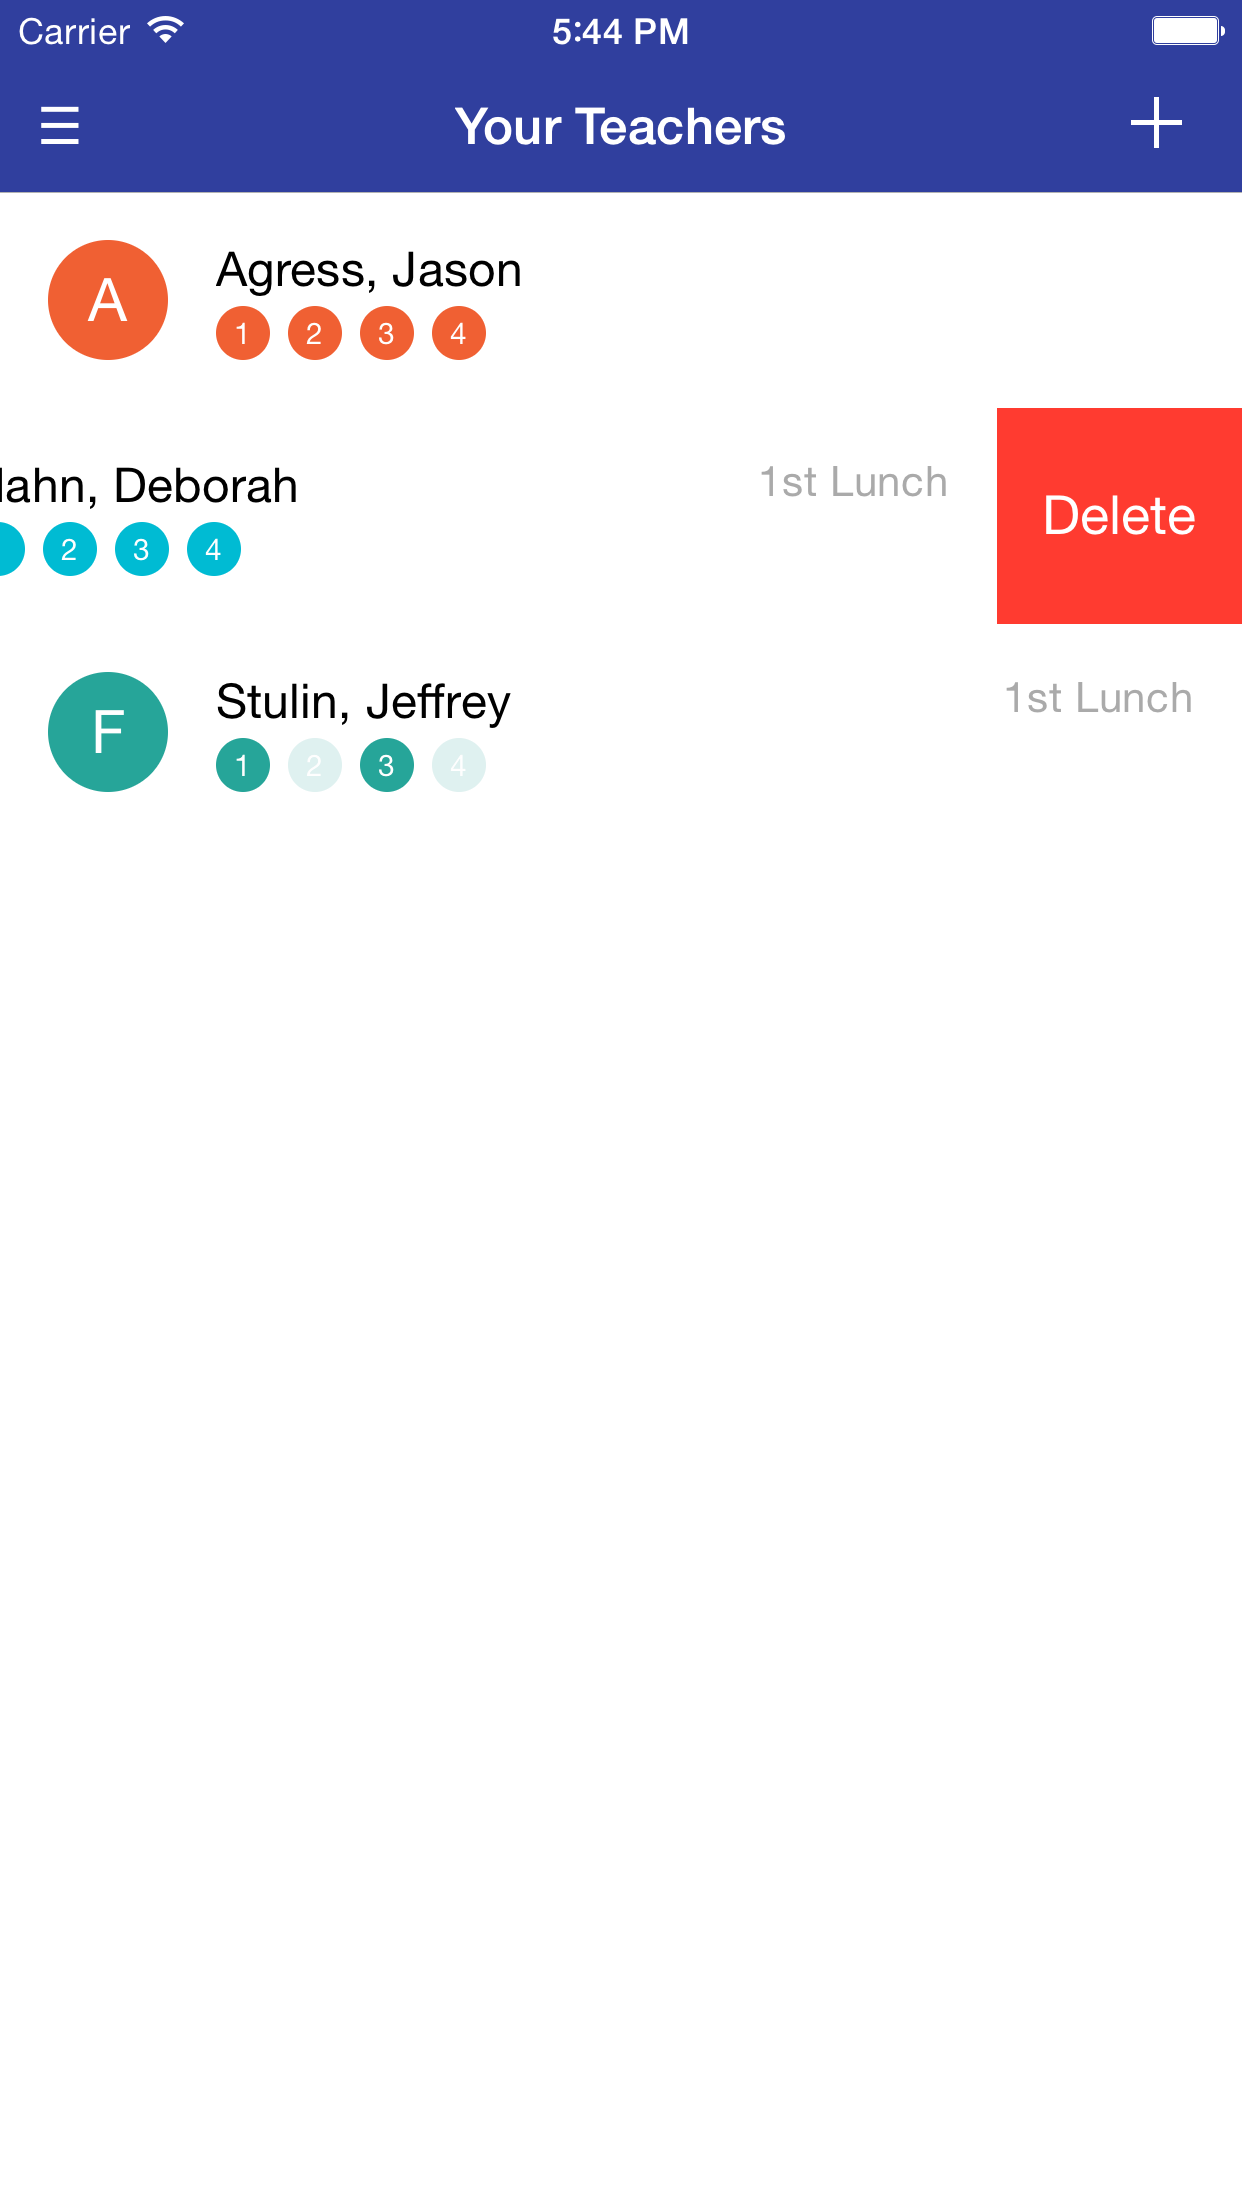 Carrier 5:44 PM
Your Teachers
A
Agress, Jason
1 2 3 4
ahn, Deborah 1st Lunch
2 3 4
Delete
F
Stulin, Jeffrey 1st Lunch
1 2 3 4